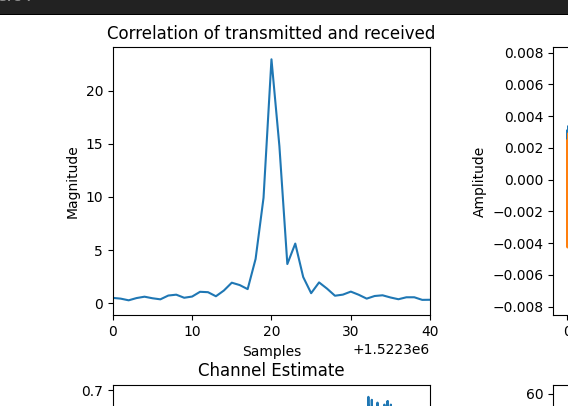 Correlation of transmitted and received
Magnitude
20
15
10
5
0
0 10 20 30 40
Samples
+1.5223e6
Amplitude
0.008
0.006
0.004
0.002
0.000
−0.002
−0.004
−0.006
−0.008
Channel Estimate
0.7
60